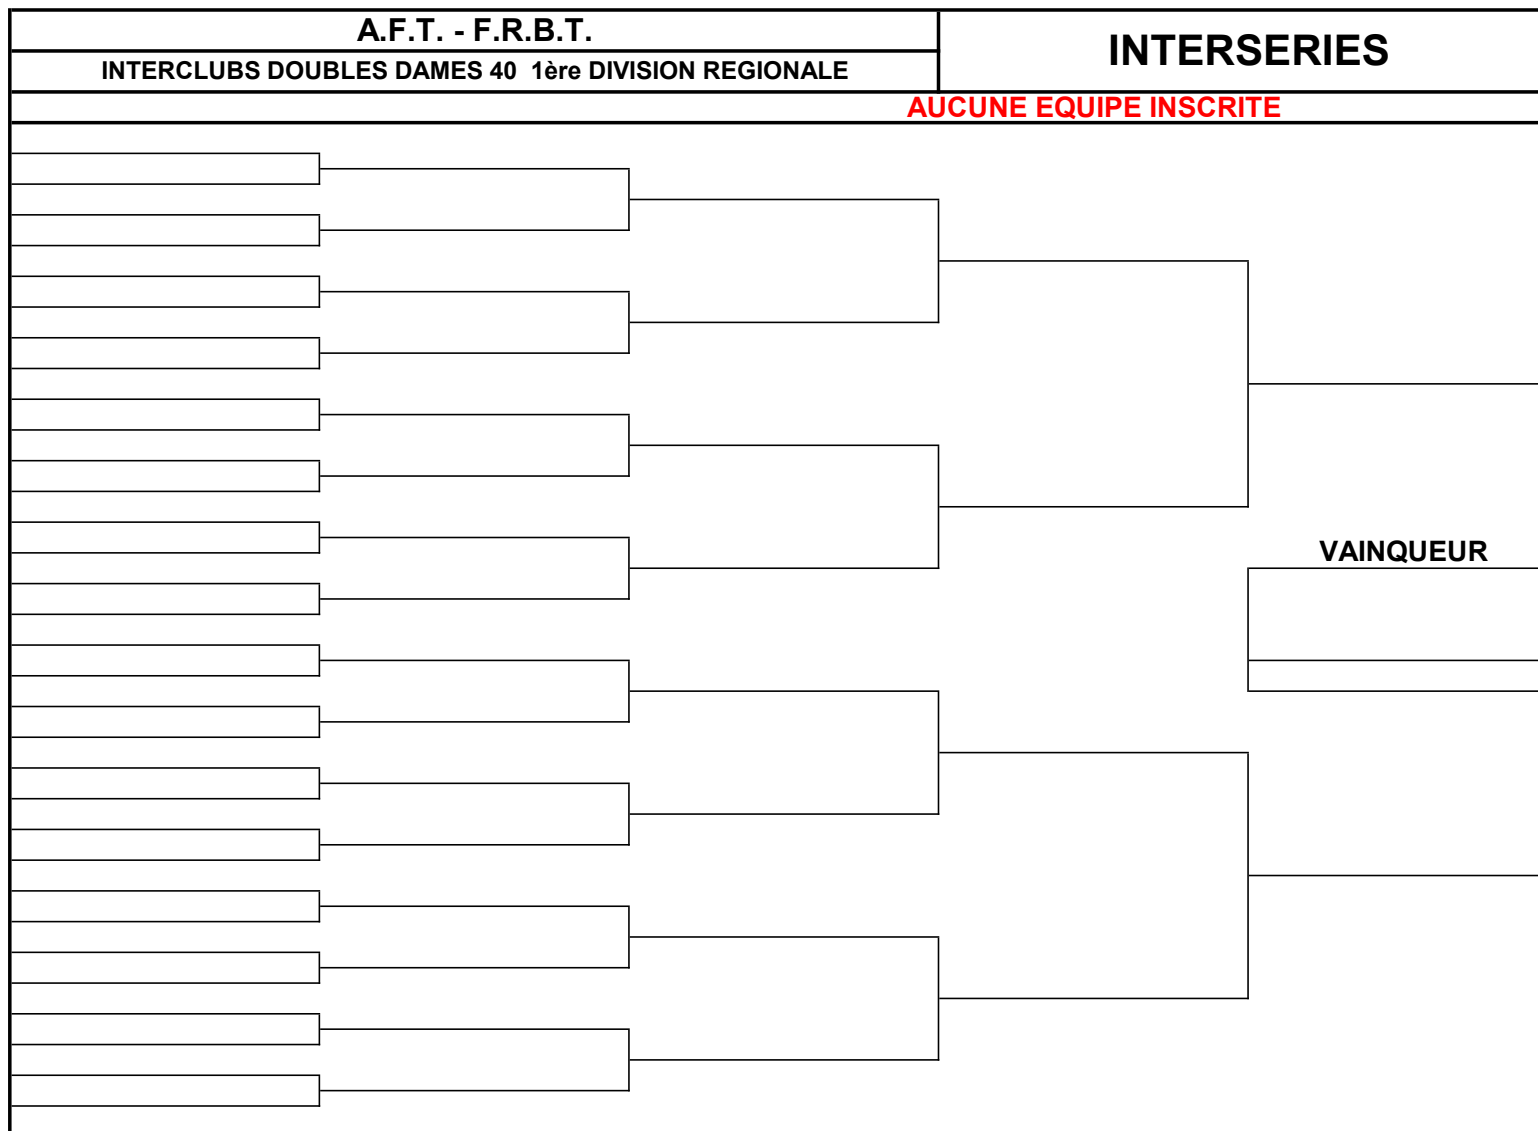 A.F.T. - F.R.B.T.
INTERCLUBS DOUBLES DAMES 40 1ère DIVISION REGIONALE
INTERSERIES
AUCUNE EQUIPE INSCRITE
VAINQUEUR